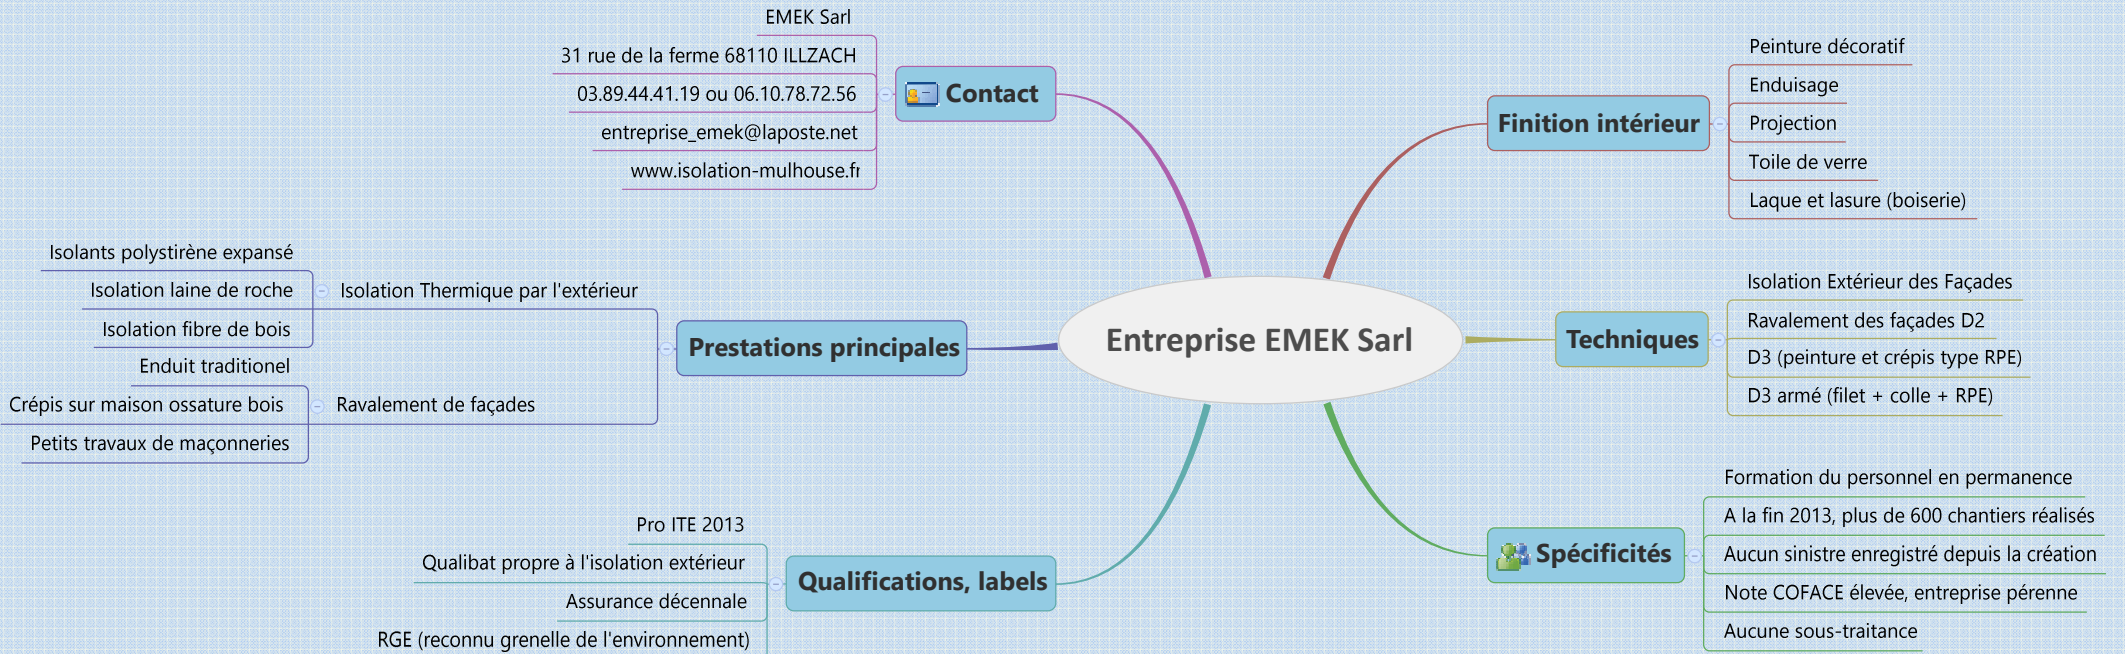 Entreprise EMEK Sarl
Contact
EMEK Sarl
31 rue de la ferme 68110 ILLZACH
03.89.44.41.19 ou 06.10.78.72.56
entreprise_emek@laposte.net
www.isolation-mulhouse.fr
Prestations principales
Isolation Thermique par l'extérieur
Isolants polystirène expansé
Isolation laine de roche
Isolation fibre de bois
Ravalement de façades
Enduit traditionel
Crépis sur maison ossature bois
Petits travaux de maçonneries
Qualifications, labels
Pro ITE 2013
Qualibat propre à l'isolation extérieur
Assurance décennale
RGE (reconnu grenelle de l'environnement)
Finition intérieur
Peinture décoratif
Enduisage
Projection
Toile de verre
Laque et lasure (boiserie)
Techniques
Isolation Extérieur des Façades
Ravalement des façades D2
D3 (peinture et crépis type RPE)
D3 armé (filet + colle + RPE)
Spécificités
Formation du personnel en permanence
A la fin 2013, plus de 600 chantiers réalisés
Aucun sinistre enregistré depuis la création
Note COFACE élevée, entreprise pérenne
Aucune sous-traitance